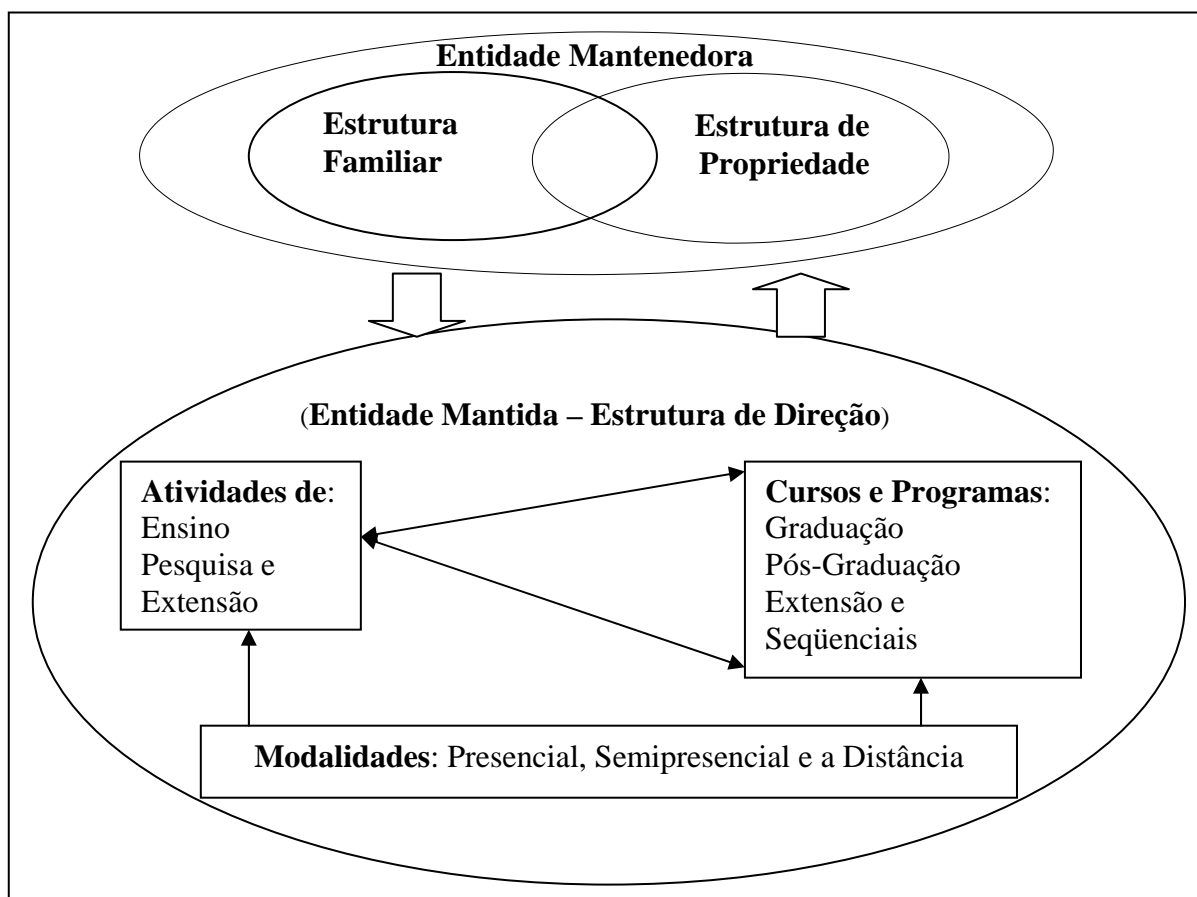 Entidade Mantenedora
Estrutura
Familiar
Estrutura de
Propriedade
(Entidade Mantida – Estrutura de Direção)
Atividades de:
Ensino
Pesquisa e
Extensão
Cursos e Programas:
Graduação
Pós-Graduação
Extensão e
Seqüenciais
Modalidades: Presencial, Semipresencial e a Distância